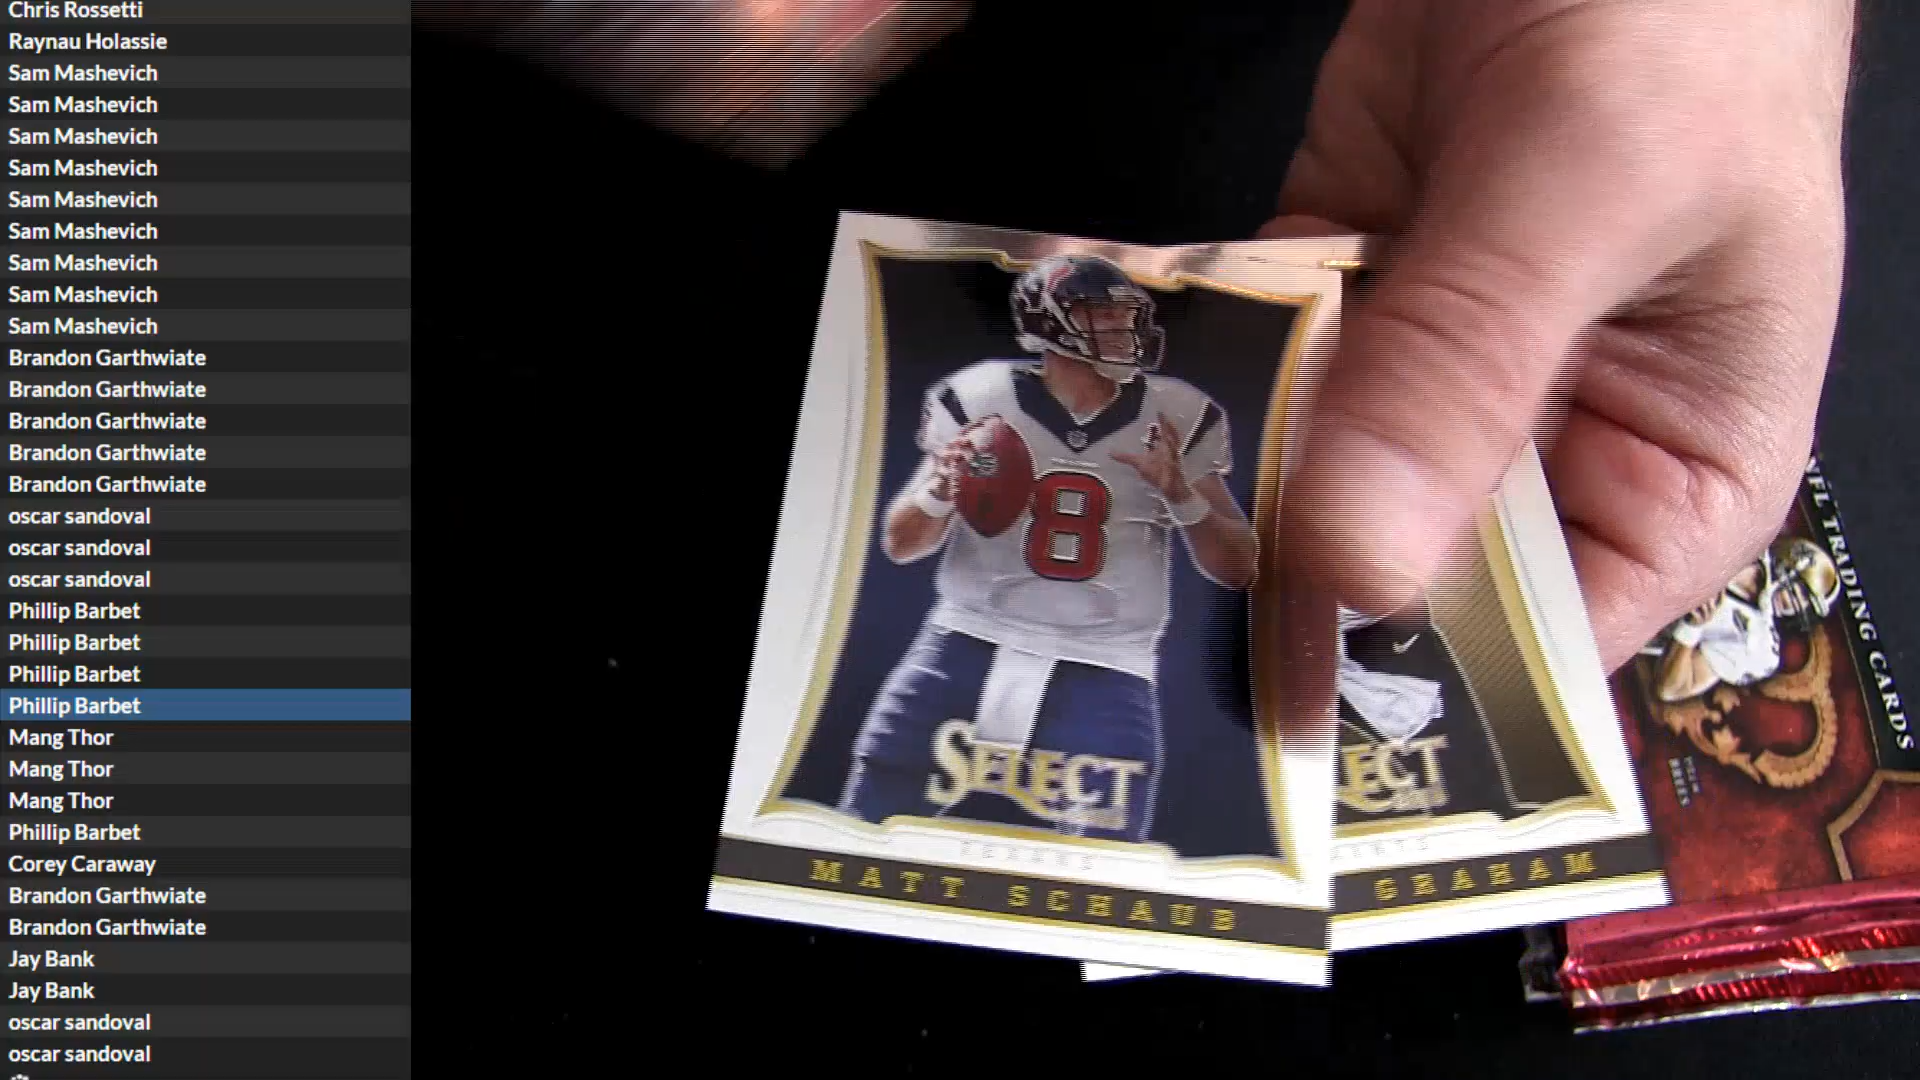 Chris Rossetti
Raynau Holassie
Sam Mashevich
Sam Mashevich
Sam Mashevich
Sam Mashevich
Sam Mashevich
Sam Mashevich
Sam Mashevich
Sam Mashevich
Sam Mashevich
Brandon Garthwiate
Brandon Garthwiate
Brandon Garthwiate
Brandon Garthwiate
Brandon Garthwiate
oscar sandoval
oscar sandoval
oscar sandoval
Phillip Barbet
Phillip Barbet
Phillip Barbet
Phillip Barbet
Mang Thor
Mang Thor
Mang Thor
Phillip Barbet
Corey Caraway
Brandon Garthwiate
Brandon Garthwiate
Jay Bank
Jay Bank
oscar sandoval
oscar sandoval
8
SELECT
TEXANS
MATT SCHAUB
LECT
GRAHAM
NFL TRADING CARDS
BREES